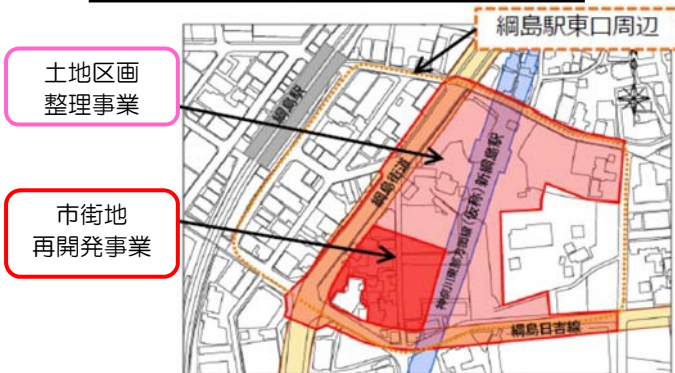 綱島駅東口周辺
土地区画
整理事業
綱島駅
綱島街道
神奈川東部方面線(仮称)新綱島駅
市街地
再開発事業
綱島日吉線